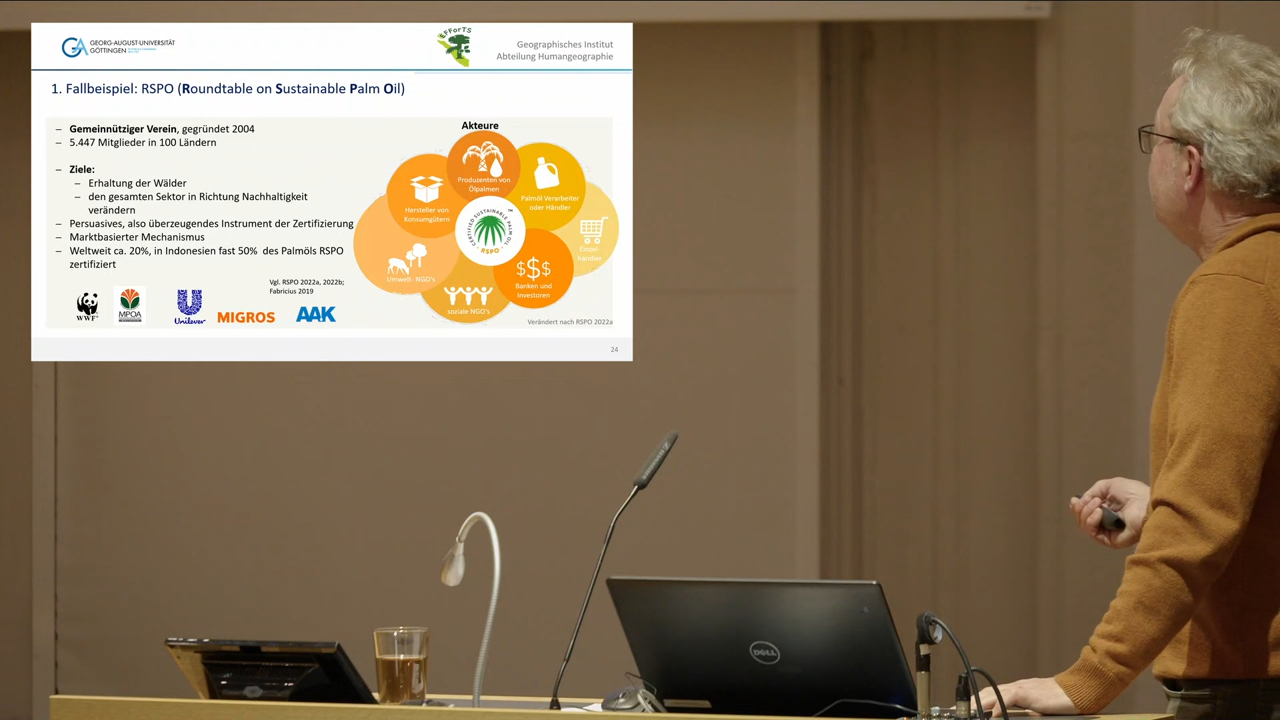 GEORG-AUGUST-UNIVERSITÄT
GÖTTINGEN
EFForTS
Geographisches Institut
Abteilung Humangeographie
1. Fallbeispiel: RSPO (Roundtable on Sustainable Palm Oil)
– Gemeinnütziger Verein, gegründet 2004
– 5.447 Mitglieder in 100 Ländern
– Ziele:
– Erhaltung der Wälder
– den gesamten Sektor in Richtung Nachhaltigkeit
verändern
– Persuasives, also überzeugendes Instrument der Zertifizierung
– Marktbasierter Mechanismus
– Weltweit ca. 20%, in Indonesien fast 50% des Palmöls RSPO
zertifiziert
Vgl. RSPO 2022a, 2022b;
Fabricius 2019
WWF
MPOA
Unilever
MIGROS
AAK
Akteure
Produzenten von
Ölpalmen
Palmöl Verarbeiter
oder Händler
Einzel-
händler
Banken und
Investoren
soziale NGO's
Umwelt- NGO's
Hersteller von
Konsumgütern
CERTIFIED SUSTAINABLE PALM OIL
RSPO
Verändert nach RSPO 2022a
24
DELL